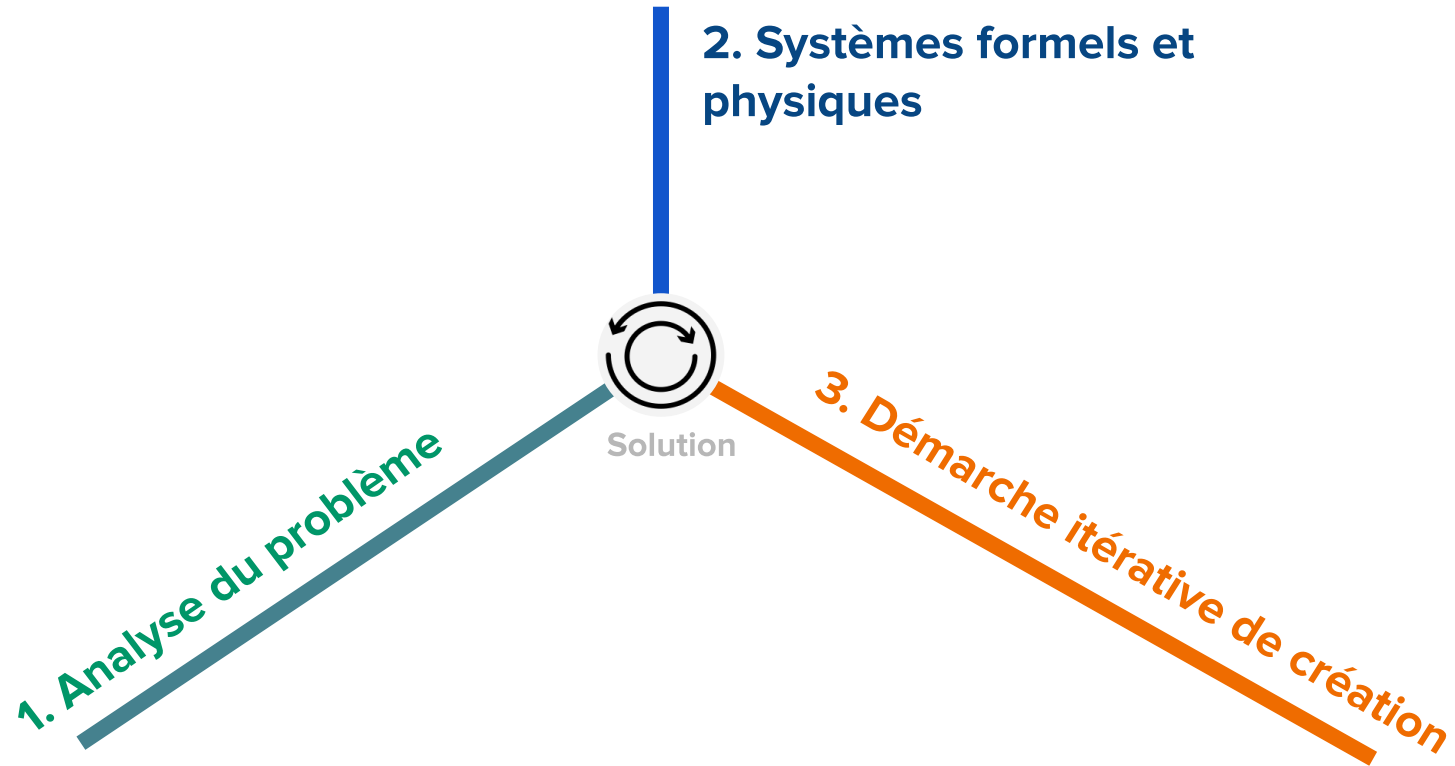 2. Systèmes formels et
physiques
Solution
1. Analyse du problème
3. Démarche itérative de création